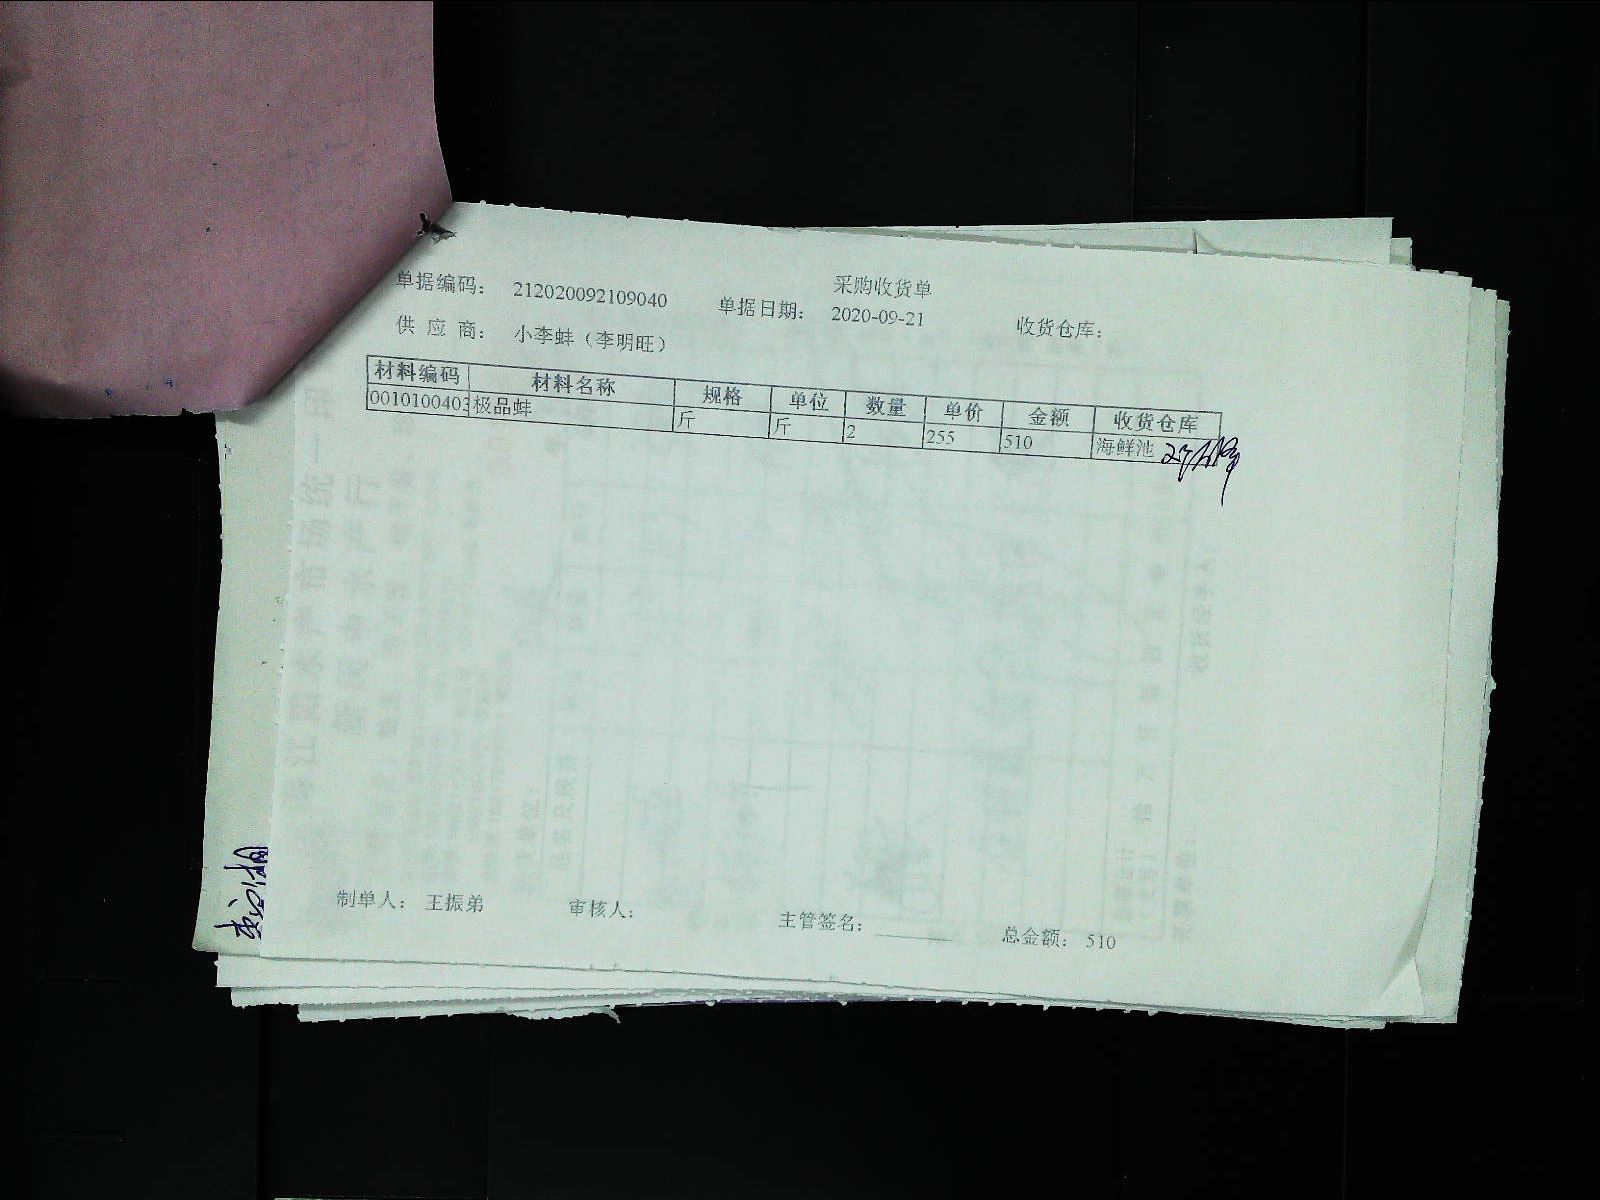 采购收货单
单据编码： 212020092109040 单据日期： 2020-09-21 收货仓库：
供 应 商： 小李蚌（李明旺）
材料编码 材料名称 规格 单位 数量 单价 金额 收货仓库
0010100403 极品蚌 斤 斤 2 255 510 海鲜池
制单人： 王振弟 审核人： 主管签名： 总金额： 510